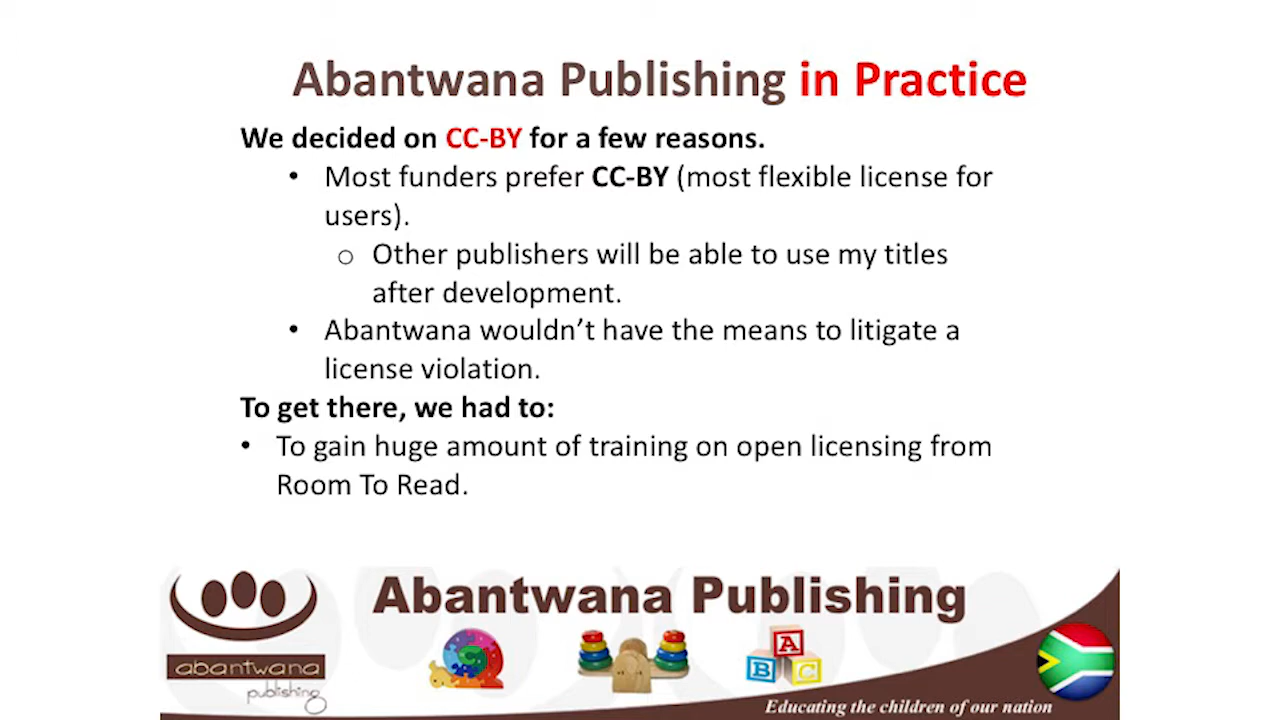 Abantwana Publishing in Practice
We decided on CC-BY for a few reasons.
• Most funders prefer CC-BY (most flexible license for
users).
o Other publishers will be able to use my titles
after development.
• Abantwana wouldn't have the means to litigate a
license violation.
To get there, we had to:
• To gain huge amount of training on open licensing from
Room To Read.
Abantwana Publishing
abantwana
publishing
A
B C
Educating the children of our nation